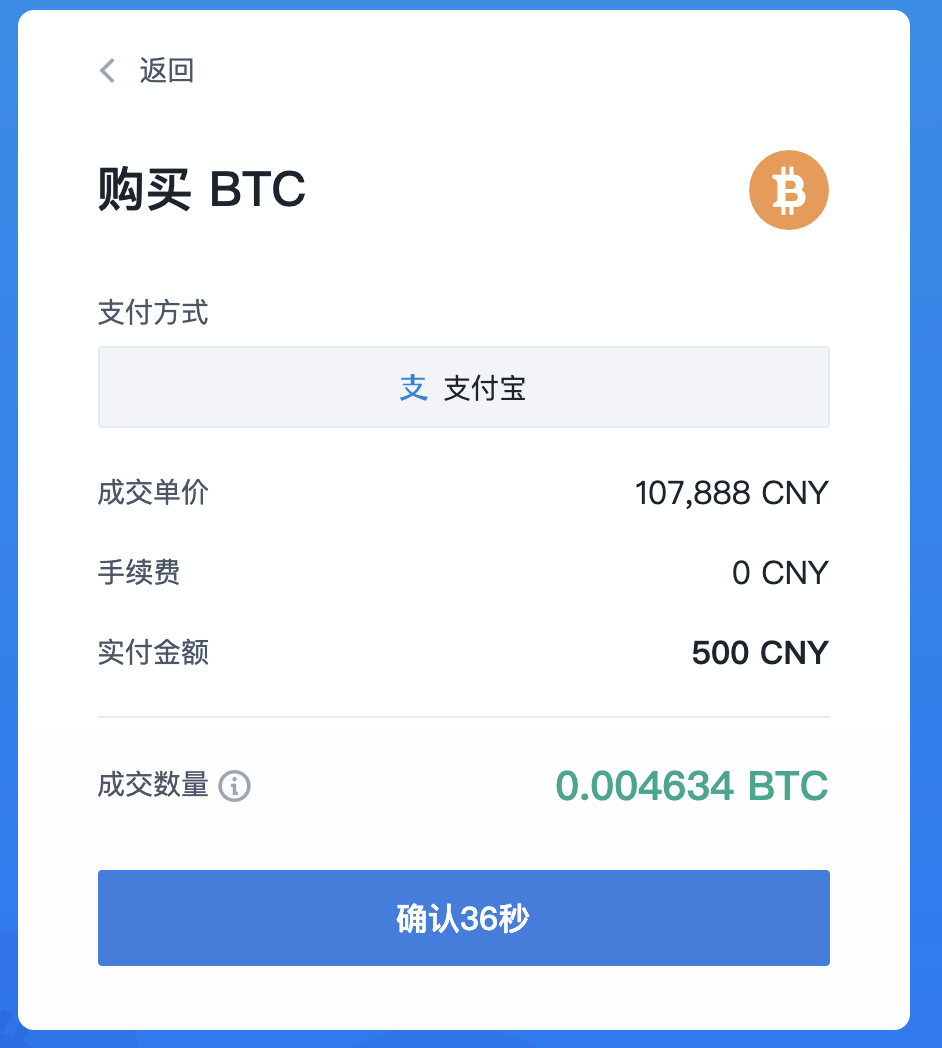 返回
购买 BTC
支付方式
支 支付宝
成交单价 107,888 CNY
手续费 0 CNY
实付金额 500 CNY
成交数量 0.004634 BTC
确认36秒